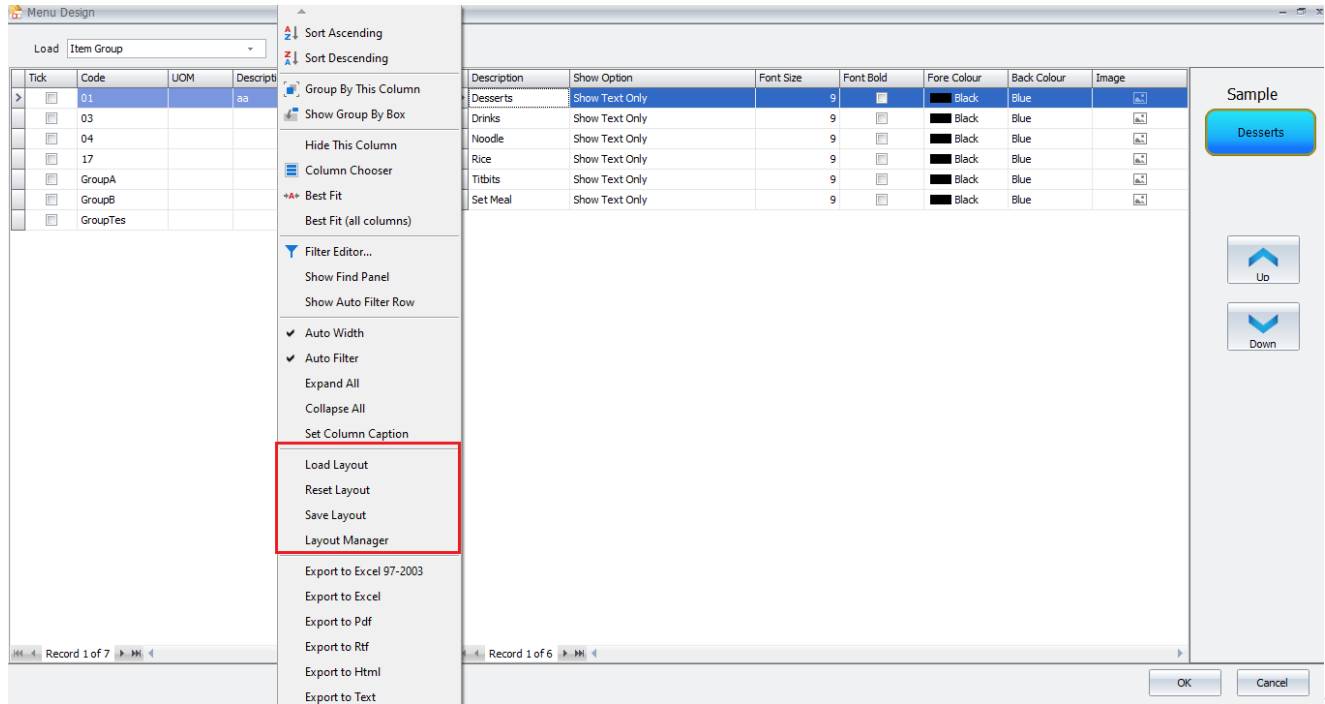 Menu Design
Load Item Group
Tick Code UOM Descripti
01 aa
03
04
17
GroupA
GroupB
GroupTes
Record 1 of 7
Sort Ascending
Sort Descending
Group By This Column
Show Group By Box
Hide This Column
Column Chooser
Best Fit
Best Fit (all columns)
Filter Editor...
Show Find Panel
Show Auto Filter Row
Auto Width
Auto Filter
Expand All
Collapse All
Set Column Caption
Load Layout
Reset Layout
Save Layout
Layout Manager
Export to Excel 97-2003
Export to Excel
Export to Pdf
Export to Rtf
Export to Html
Export to Text
Description Show Option Font Size Font Bold Fore Colour Back Colour Image
Desserts Show Text Only 9 Black Blue
Drinks Show Text Only 9 Black Blue
Noodle Show Text Only 9 Black Blue
Rice Show Text Only 9 Black Blue
Titbits Show Text Only 9 Black Blue
Set Meal Show Text Only 9 Black Blue
Record 1 of 6
Sample
Desserts
Up
Down
OK Cancel